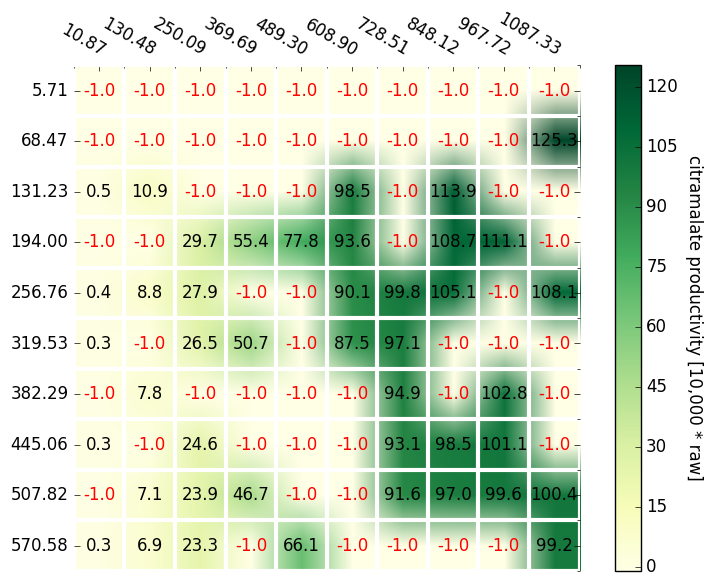 10.87 130.48 250.09 369.69 489.30 608.90 728.51 848.12 967.72 1087.33
5.71 -1.0 -1.0 -1.0 -1.0 -1.0 -1.0 -1.0 -1.0 -1.0 -1.0
68.47 -1.0 -1.0 -1.0 -1.0 -1.0 -1.0 -1.0 -1.0 -1.0 125.3
131.23 0.5 10.9 -1.0 -1.0 -1.0 98.5 -1.0 113.9 -1.0 -1.0
194.00 -1.0 -1.0 29.7 55.4 77.8 93.6 -1.0 108.7 111.1 -1.0
256.76 0.4 8.8 27.9 -1.0 -1.0 90.1 99.8 105.1 -1.0 108.1
319.53 0.3 -1.0 26.5 50.7 -1.0 87.5 97.1 -1.0 -1.0 -1.0
382.29 -1.0 7.8 -1.0 -1.0 -1.0 -1.0 94.9 -1.0 102.8 -1.0
445.06 0.3 -1.0 24.6 -1.0 -1.0 -1.0 93.1 98.5 101.1 -1.0
507.82 -1.0 7.1 23.9 46.7 -1.0 -1.0 91.6 97.0 99.6 100.4
570.58 0.3 6.9 23.3 -1.0 66.1 -1.0 -1.0 -1.0 -1.0 99.2
120
105
90
75
60
45
30
15
0
citramalate productivity [10,000 * raw]